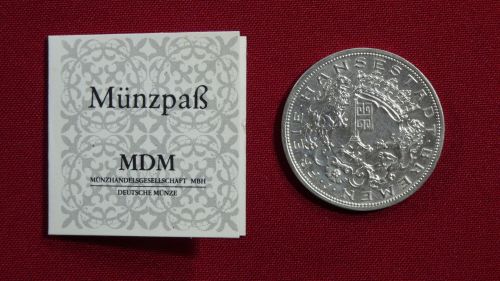 Münzpaß
MDM
MÜNZHANDELSGESELLSCHAFT MBH
DEUTSCHE MÜNZE
FREIE HANSESTADT BREMEN